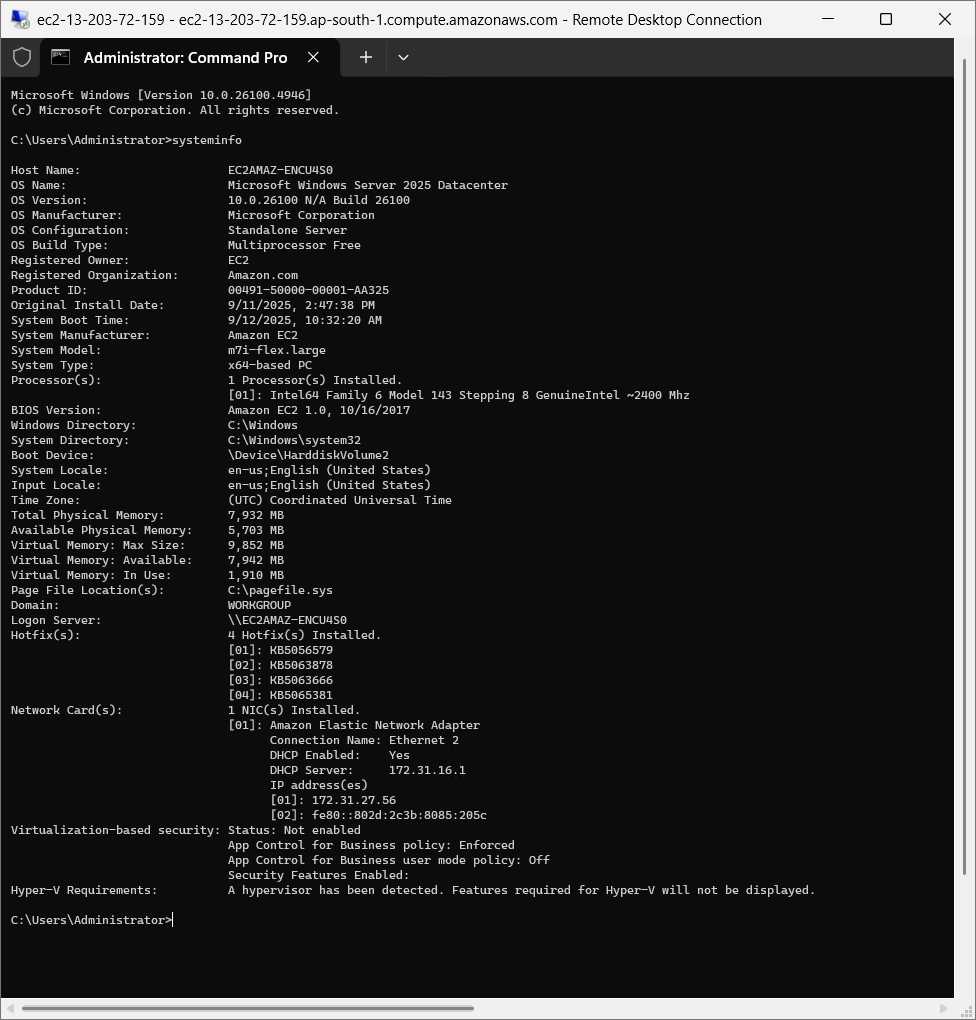 ec2-13-203-72-159 - ec2-13-203-72-159.ap-south-1.compute.amazonaws.com - Remote Desktop Connection
Administrator: Command Pro
Microsoft Windows [Version 10.0.26100.4946]
(c) Microsoft Corporation. All rights reserved.
C:\Users\Administrator>systeminfo
Host Name: EC2AMAZ-ENCU4S0
OS Name: Microsoft Windows Server 2025 Datacenter
OS Version: 10.0.26100 N/A Build 26100
OS Manufacturer: Microsoft Corporation
OS Configuration: Standalone Server
OS Build Type: Multiprocessor Free
Registered Owner: EC2
Registered Organization: Amazon.com
Product ID: 00491-50000-00001-AA325
Original Install Date: 9/11/2025, 2:47:38 PM
System Boot Time: 9/12/2025, 10:32:20 AM
System Manufacturer: Amazon EC2
System Model: m7i-flex.large
System Type: x64-based PC
Processor(s): 1 Processor(s) Installed.
[01]: Intel64 Family 6 Model 143 Stepping 8 GenuineIntel ~2400 Mhz
BIOS Version: Amazon EC2 1.0, 10/16/2017
Windows Directory: C:\Windows
System Directory: C:\Windows\system32
Boot Device: \Device\HarddiskVolume2
System Locale: en-us;English (United States)
Input Locale: en-us;English (United States)
Time Zone: (UTC) Coordinated Universal Time
Total Physical Memory: 7,932 MB
Available Physical Memory: 5,703 MB
Virtual Memory: Max Size: 9,852 MB
Virtual Memory: Available: 7,942 MB
Virtual Memory: In Use: 1,910 MB
Page File Location(s): C:\pagefile.sys
Domain: WORKGROUP
Logon Server: \\EC2AMAZ-ENCU4S0
Hotfix(s): 4 Hotfix(s) Installed.
[01]: KB5056579
[02]: KB5063878
[03]: KB5063666
[04]: KB5065381
Network Card(s): 1 NIC(s) Installed.
[01]: Amazon Elastic Network Adapter
Connection Name: Ethernet 2
DHCP Enabled: Yes
DHCP Server: 172.31.16.1
IP address(es)
[01]: 172.31.27.56
[02]: fe80::802d:2c3b:8085:205c
Virtualization-based security: Status: Not enabled
App Control for Business policy: Enforced
App Control for Business user mode policy: Off
Security Features Enabled:
Hyper-V Requirements: A hypervisor has been detected. Features required for Hyper-V will not be displayed.
C:\Users\Administrator>